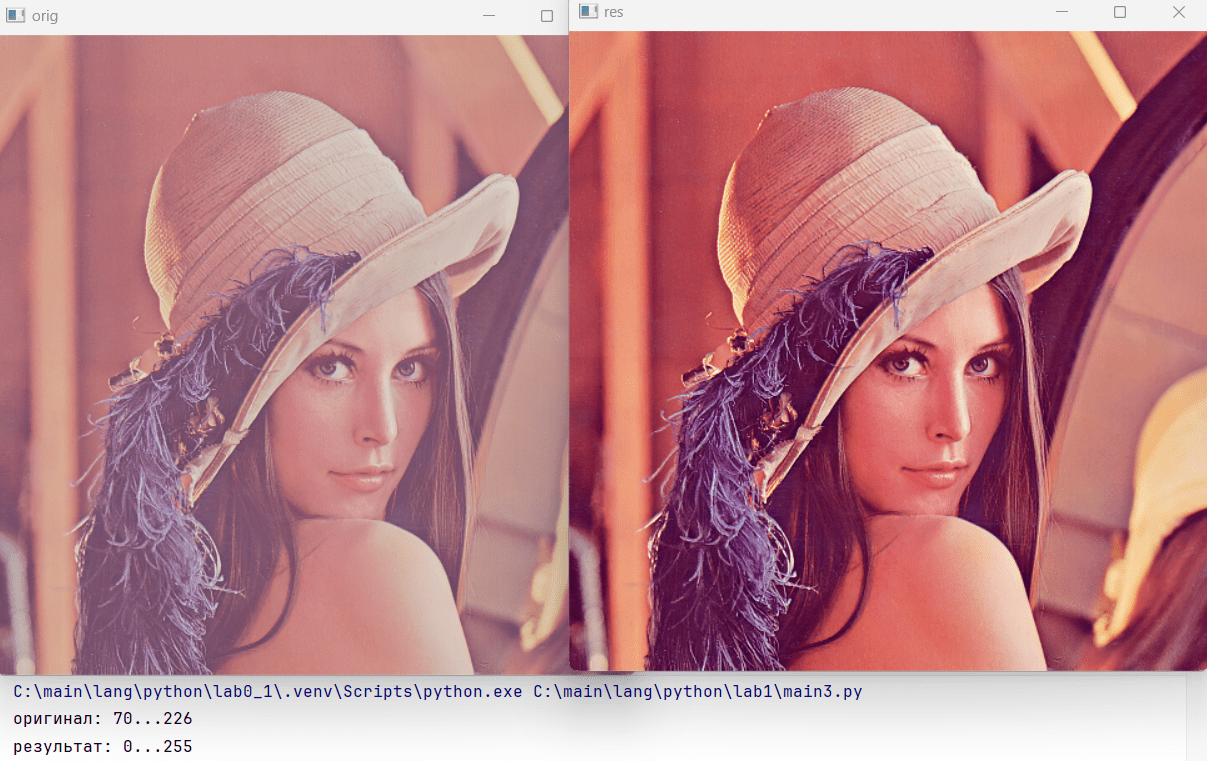 orig
res
C:\main\lang\python\lab0_1\.venv\Scripts\python.exe C:\main\lang\python\lab1\main3.py
оригинал: 70...226
результат: 0...255